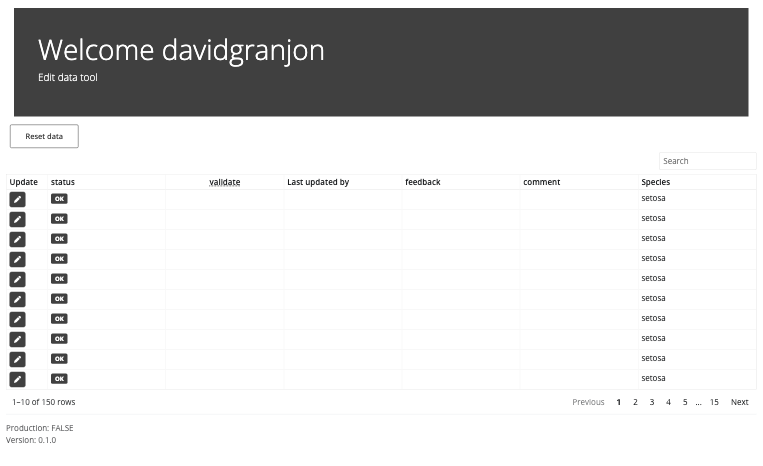 Welcome davidgranjon
Edit data tool
Reset data
Search
Update status validate Last updated by feedback comment Species
OK setosa
OK setosa
OK setosa
OK setosa
OK setosa
OK setosa
OK setosa
OK setosa
OK setosa
OK setosa
1–10 of 150 rows Previous 1 2 3 4 5 ... 15 Next
Production: FALSE
Version: 0.1.0